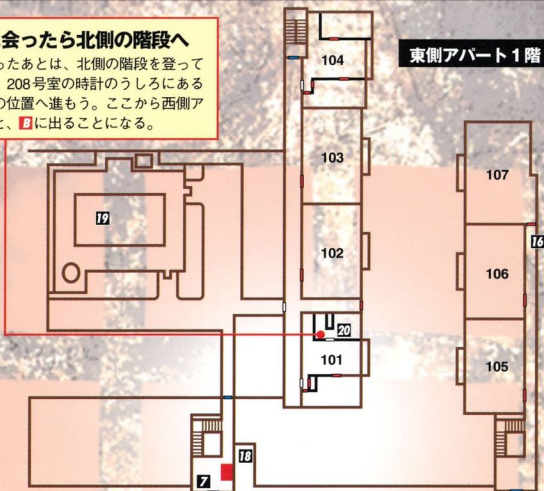 会ったら北側の階段へ
ったあとは、北側の階段を登って
208号室の時計のうしろにある
の位置へ進もう。ここから西側ア
と、Bに出ることになる。
東側アパート1階
104
103
107
19
16
102
106
20
101
105
18
7